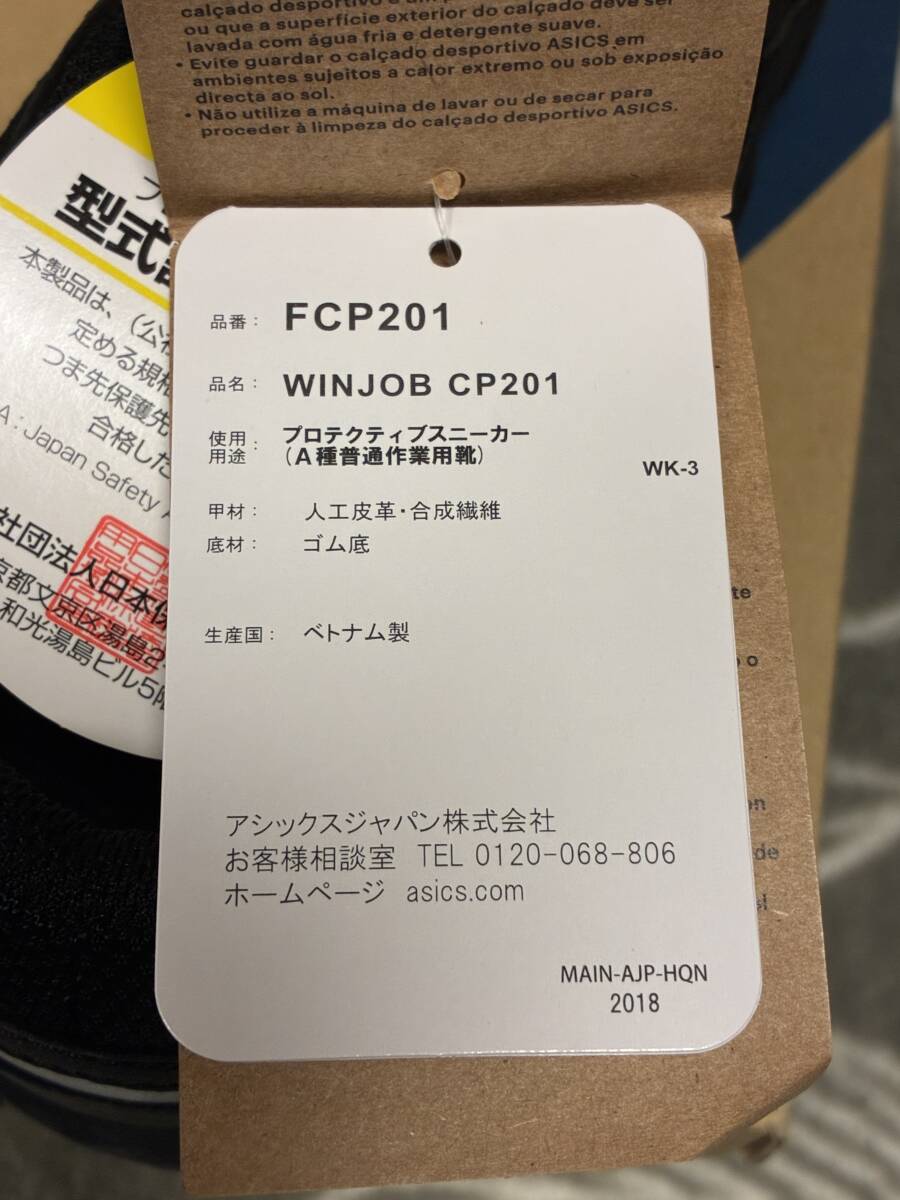 calçado desportivo
ou que a superfície exterior do calçado deve ser
lavada com água fria e detergente suave.
• Evite guardar o calçado desportivo ASICS em
ambientes sujeitos a calor extremo ou sob exposição
directa ao sol.
• Não utilize a máquina de lavar ou de secar para
proceder à limpeza do calçado desportivo ASICS.
型式
本製品は、(公
定める規格
つま先保護先
合格した
A : Japan Safety
社団法人日本保
京都文京区湯島2
和光湯島ビル5階
品番: FCP201
品名: WINJOB CP201
使用用途: プロテクティブスニーカー
(A種普通作業用靴)
WK-3
甲材: 人工皮革・合成繊維
底材: ゴム底
生産国: ベトナム製
アシックスジャパン株式会社
お客様相談室 TEL 0120-068-806
ホームページ asics.com
MAIN-AJP-HQN
2018
te
o
on
de